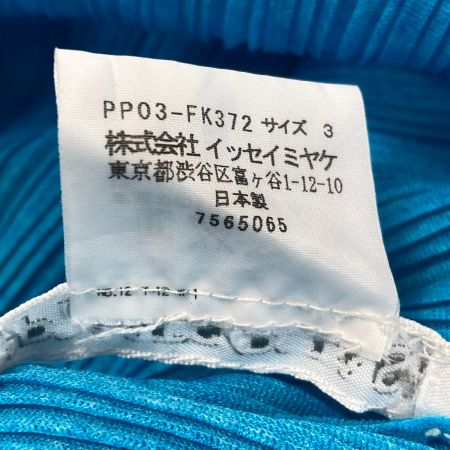 PP03-FK372 サイズ 3
株式会社 イッセイミヤケ
東京都渋谷区富ヶ谷1-12-10
日本製
7565065